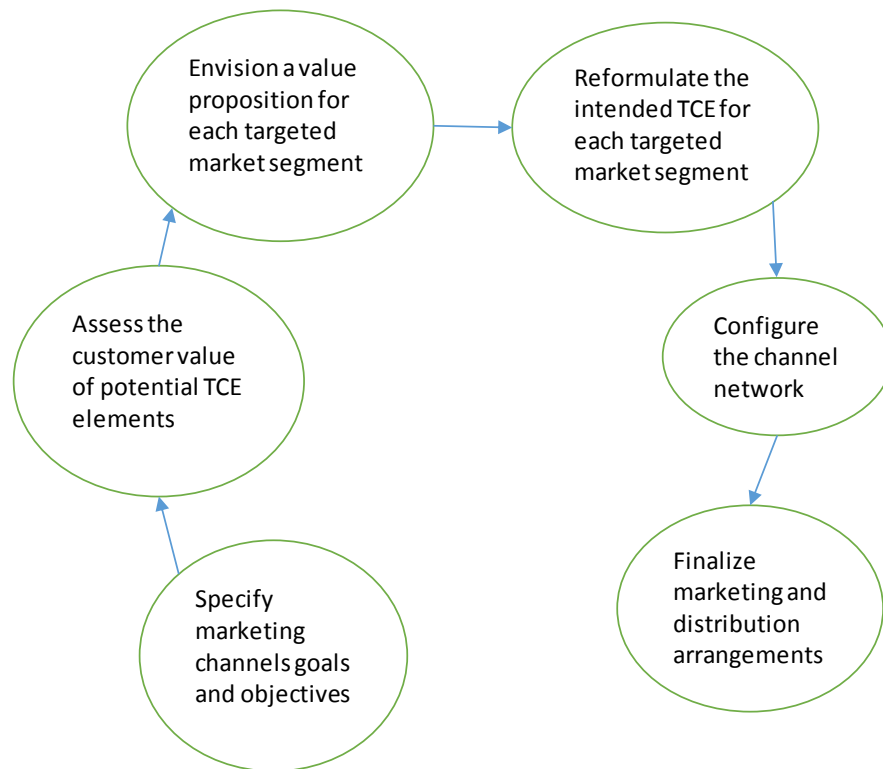 Envision a value
proposition for
each targeted
market segment
Reformulate the
intended TCE for
each targeted
market segment
Assess the
customer value
of potential TCE
elements
Configure
the channel
network
Specify
marketing
channels goals
and objectives
Finalize
marketing and
distribution
arrangements